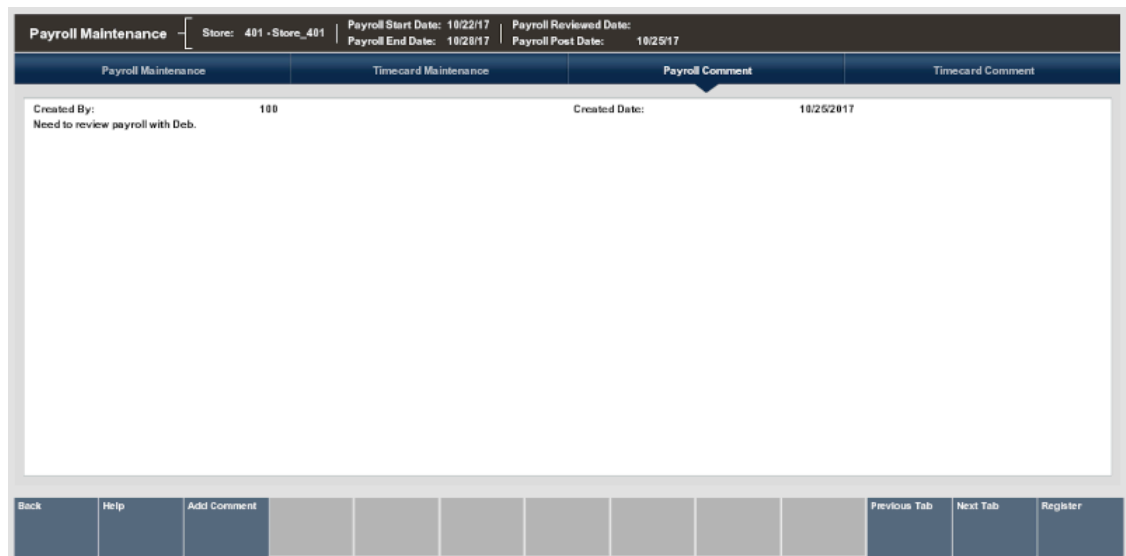 Payroll Maintenance
Store: 401 -Store_401
Payroll Start Date: 10/22/17
Payroll End Date: 10/28/17
Payroll Reviewed Date:
Payroll Post Date: 10/25/17
Payroll Maintenance Timecard Maintenance Payroll Comment Timecard Comment
Created By: 100 Created Date: 10/25/2017
Need to review payroll with Deb.
Back Help Add Comment Previous Tab Next Tab Register